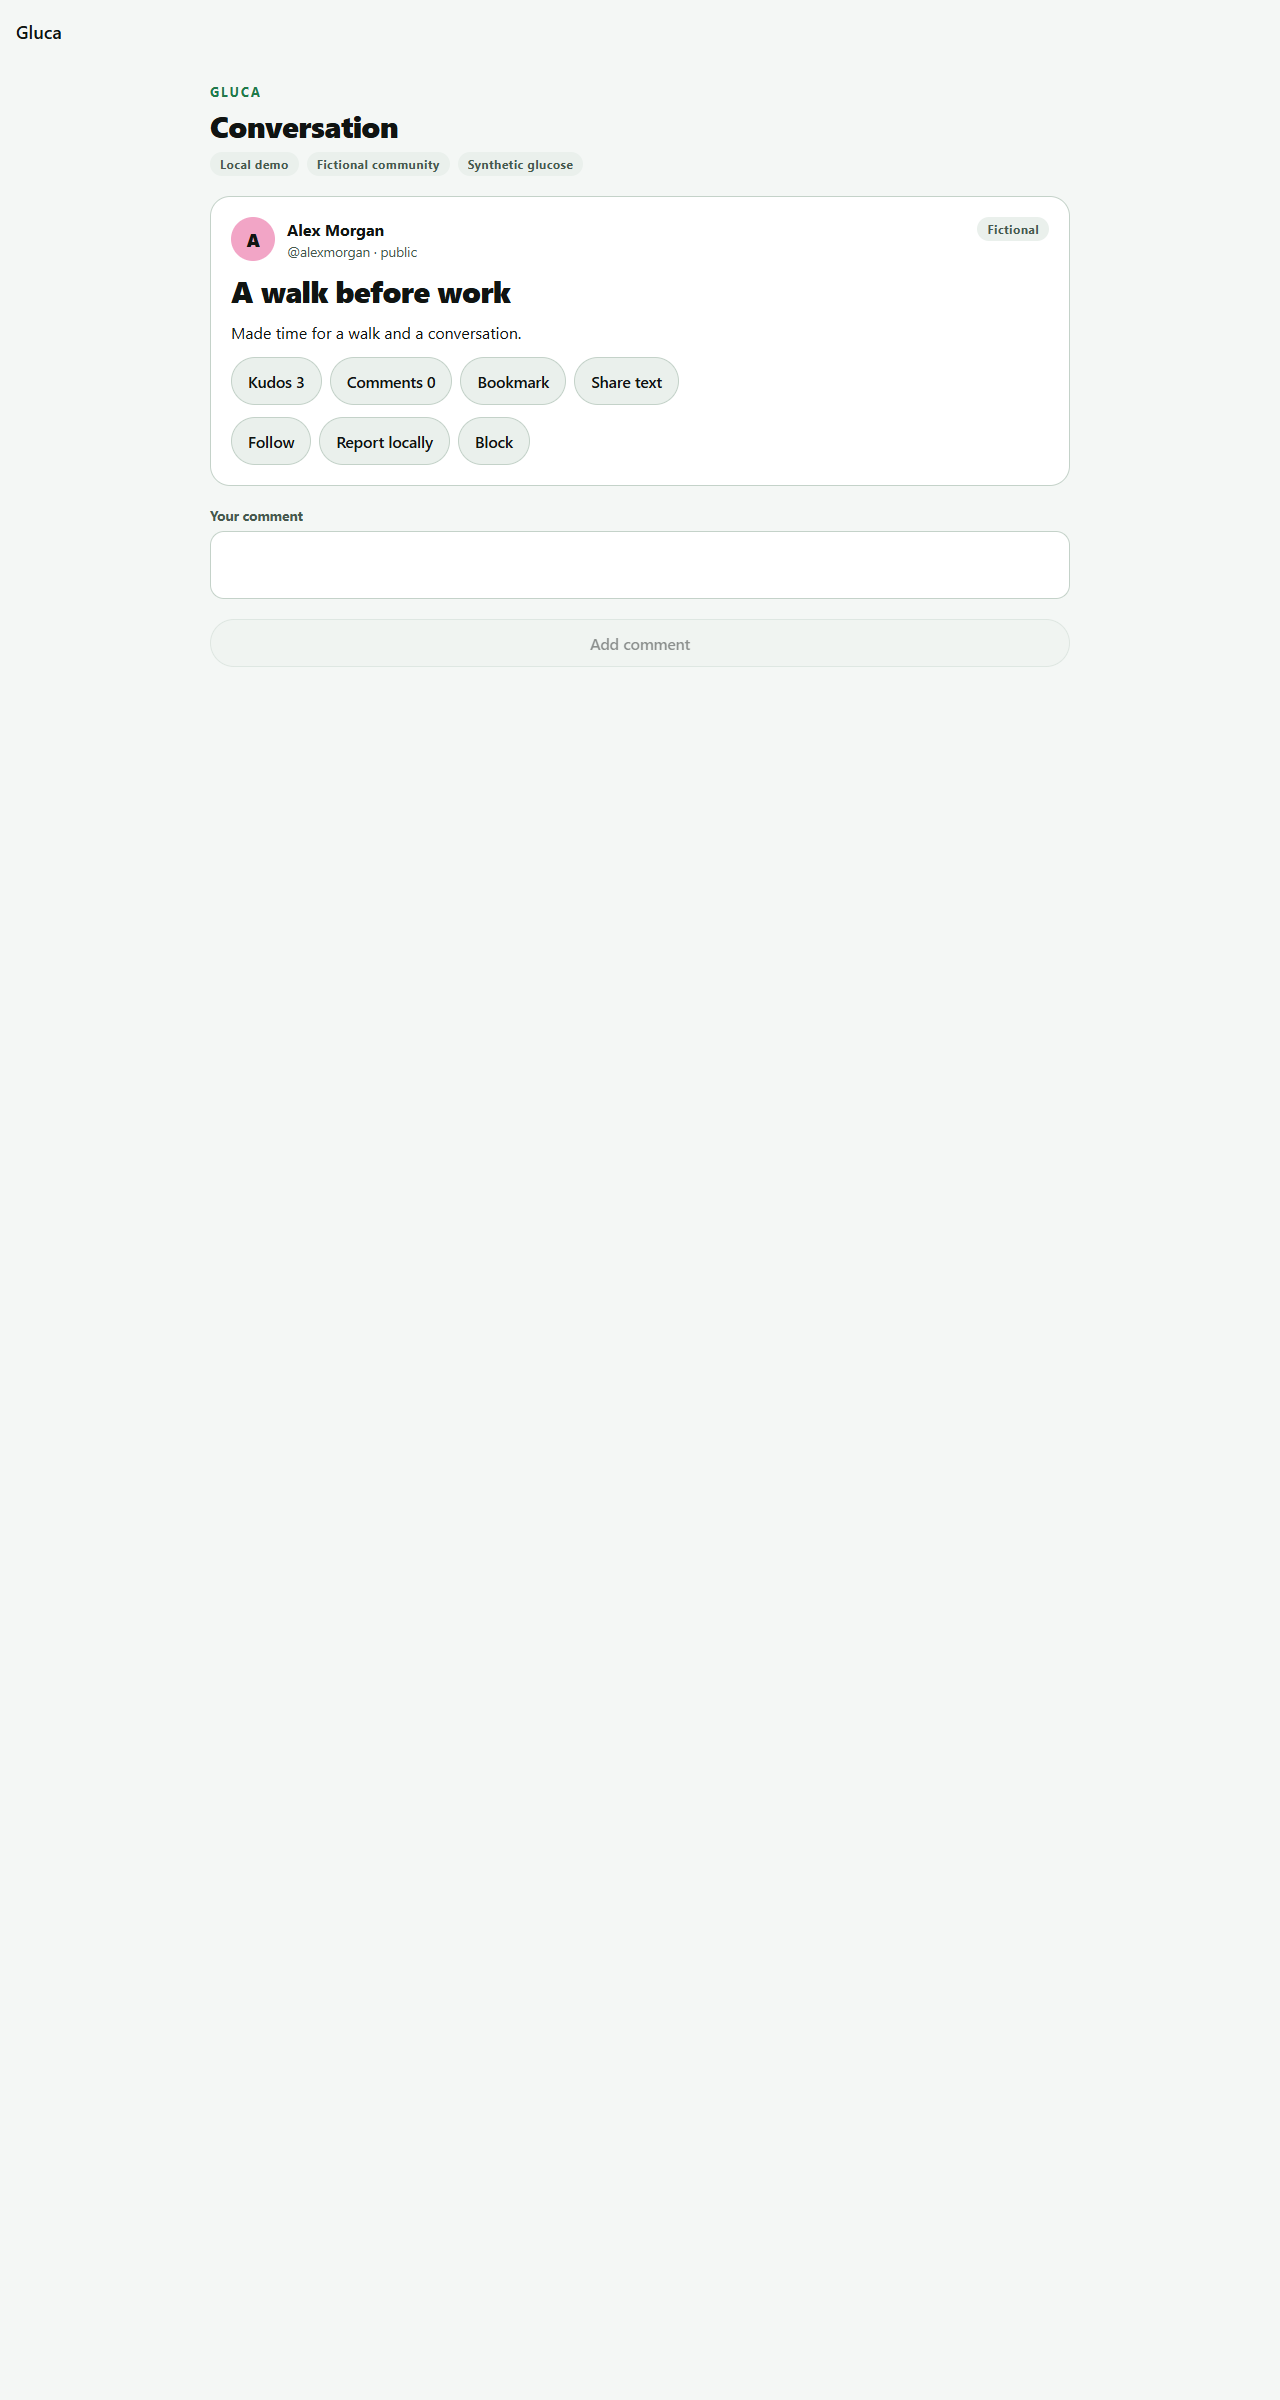 Gluca
GLUCA
Conversation
Local demo Fictional community Synthetic glucose
A Alex Morgan Fictional
@alexmorgan · public
A walk before work
Made time for a walk and a conversation.
Kudos 3 Comments 0 Bookmark Share text
Follow Report locally Block
Your comment
Add comment